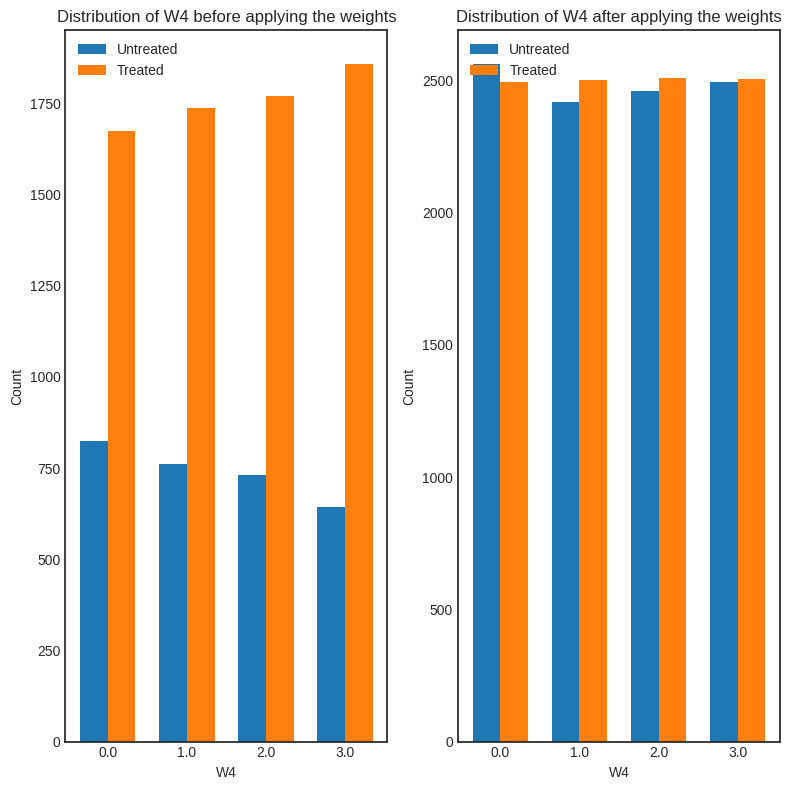 Distribution of W4 before applying the weights
Untreated
Treated
1750
1500
1250
1000
750
500
250
0
Count
0.0 1.0 2.0 3.0
W4
Distribution of W4 after applying the weights
Untreated
Treated
2500
2000
1500
1000
500
0
Count
0.0 1.0 2.0 3.0
W4